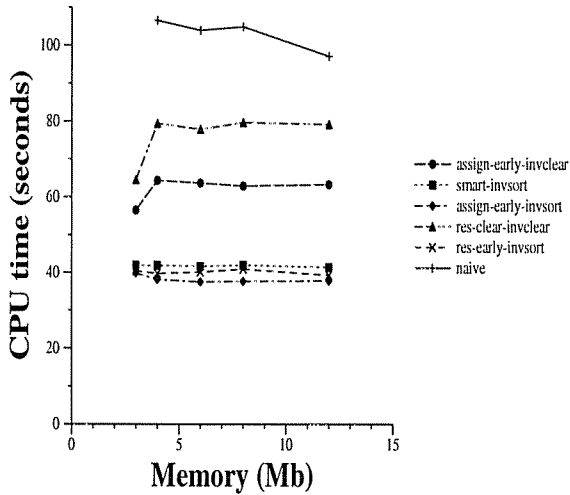 CPU time (seconds)
100
80
60
40
20
0
0 5 10 15
Memory (Mb)
assign-early-invclear
smart-invsort
assign-early-invsort
res-clear-invclear
res-early-invsort
naive